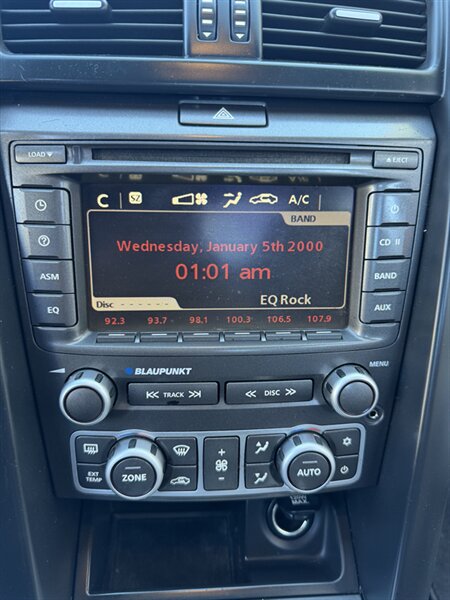 LOAD
EJECT
C SZ A/C
BAND
Wednesday, January 5th 2000
01:01 am
Disc - - - - - -
EQ Rock
92.3 93.7 98.1 100.3 106.5 107.9
?
ASM
EQ
CD II
BAND
AUX
BLAUPUNKT
MENU
TRACK
DISC
EXT
TEMP
ZONE
+
-
AUTO
MAX